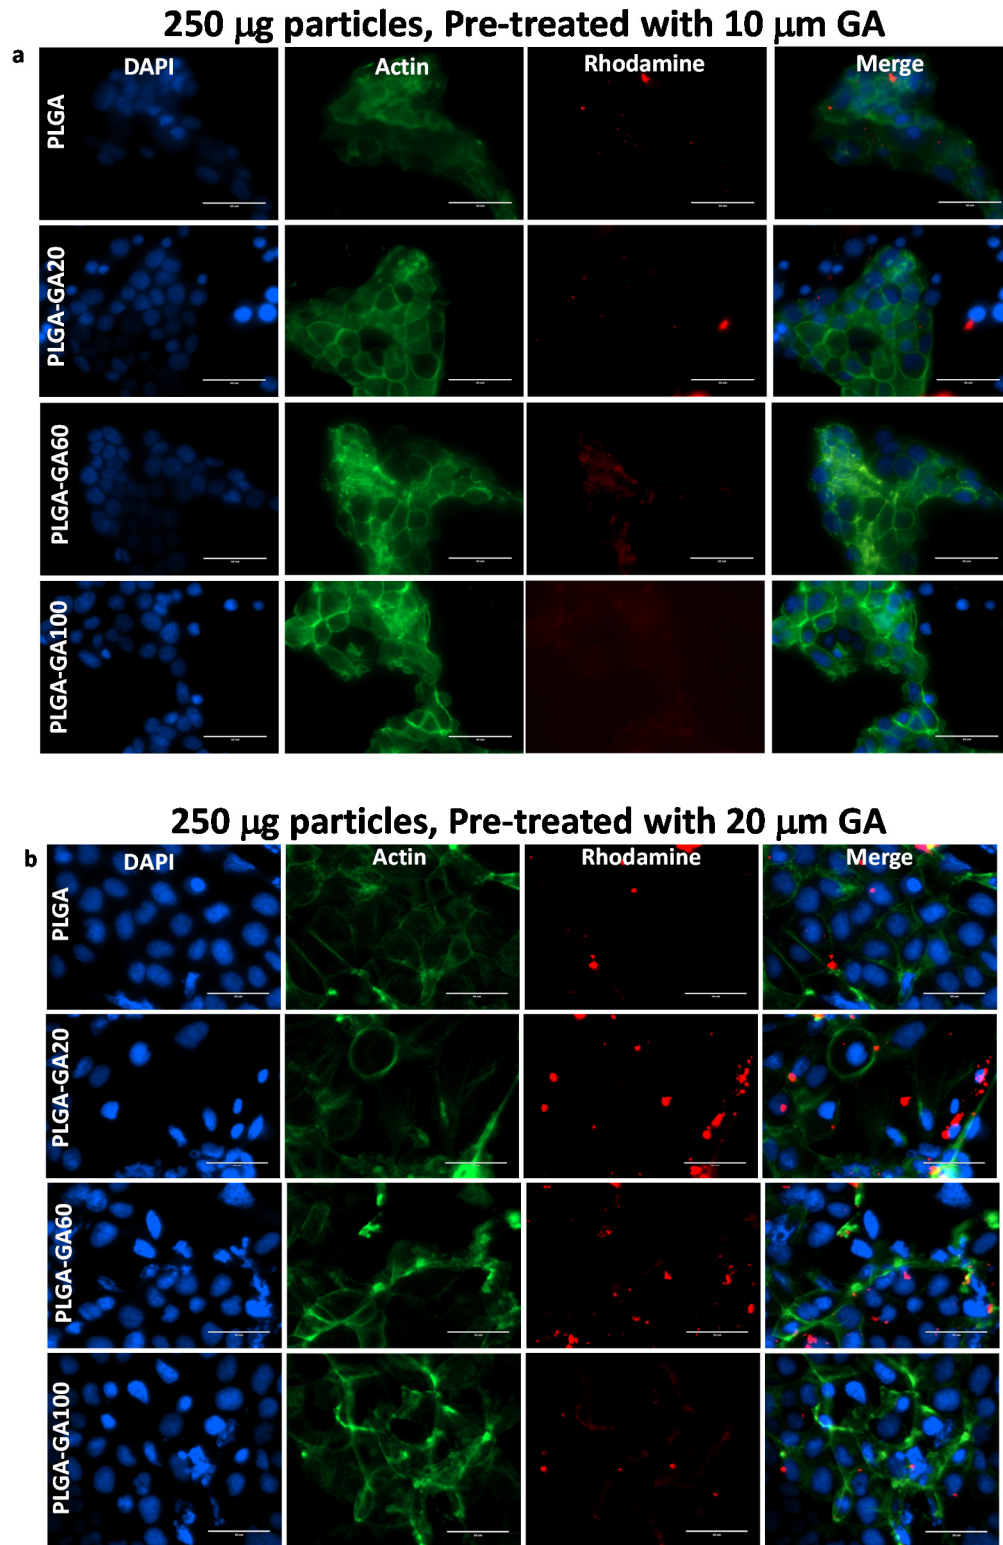 250 μg particles, Pre-treated with 10 μm GA
a
DAPI Actin Rhodamine Merge
PLGA
PLGA-GA20
PLGA-GA60
PLGA-GA100
250 μg particles, Pre-treated with 20 μm GA
b
DAPI Actin Rhodamine Merge
PLGA
PLGA-GA20
PLGA-GA60
PLGA-GA100